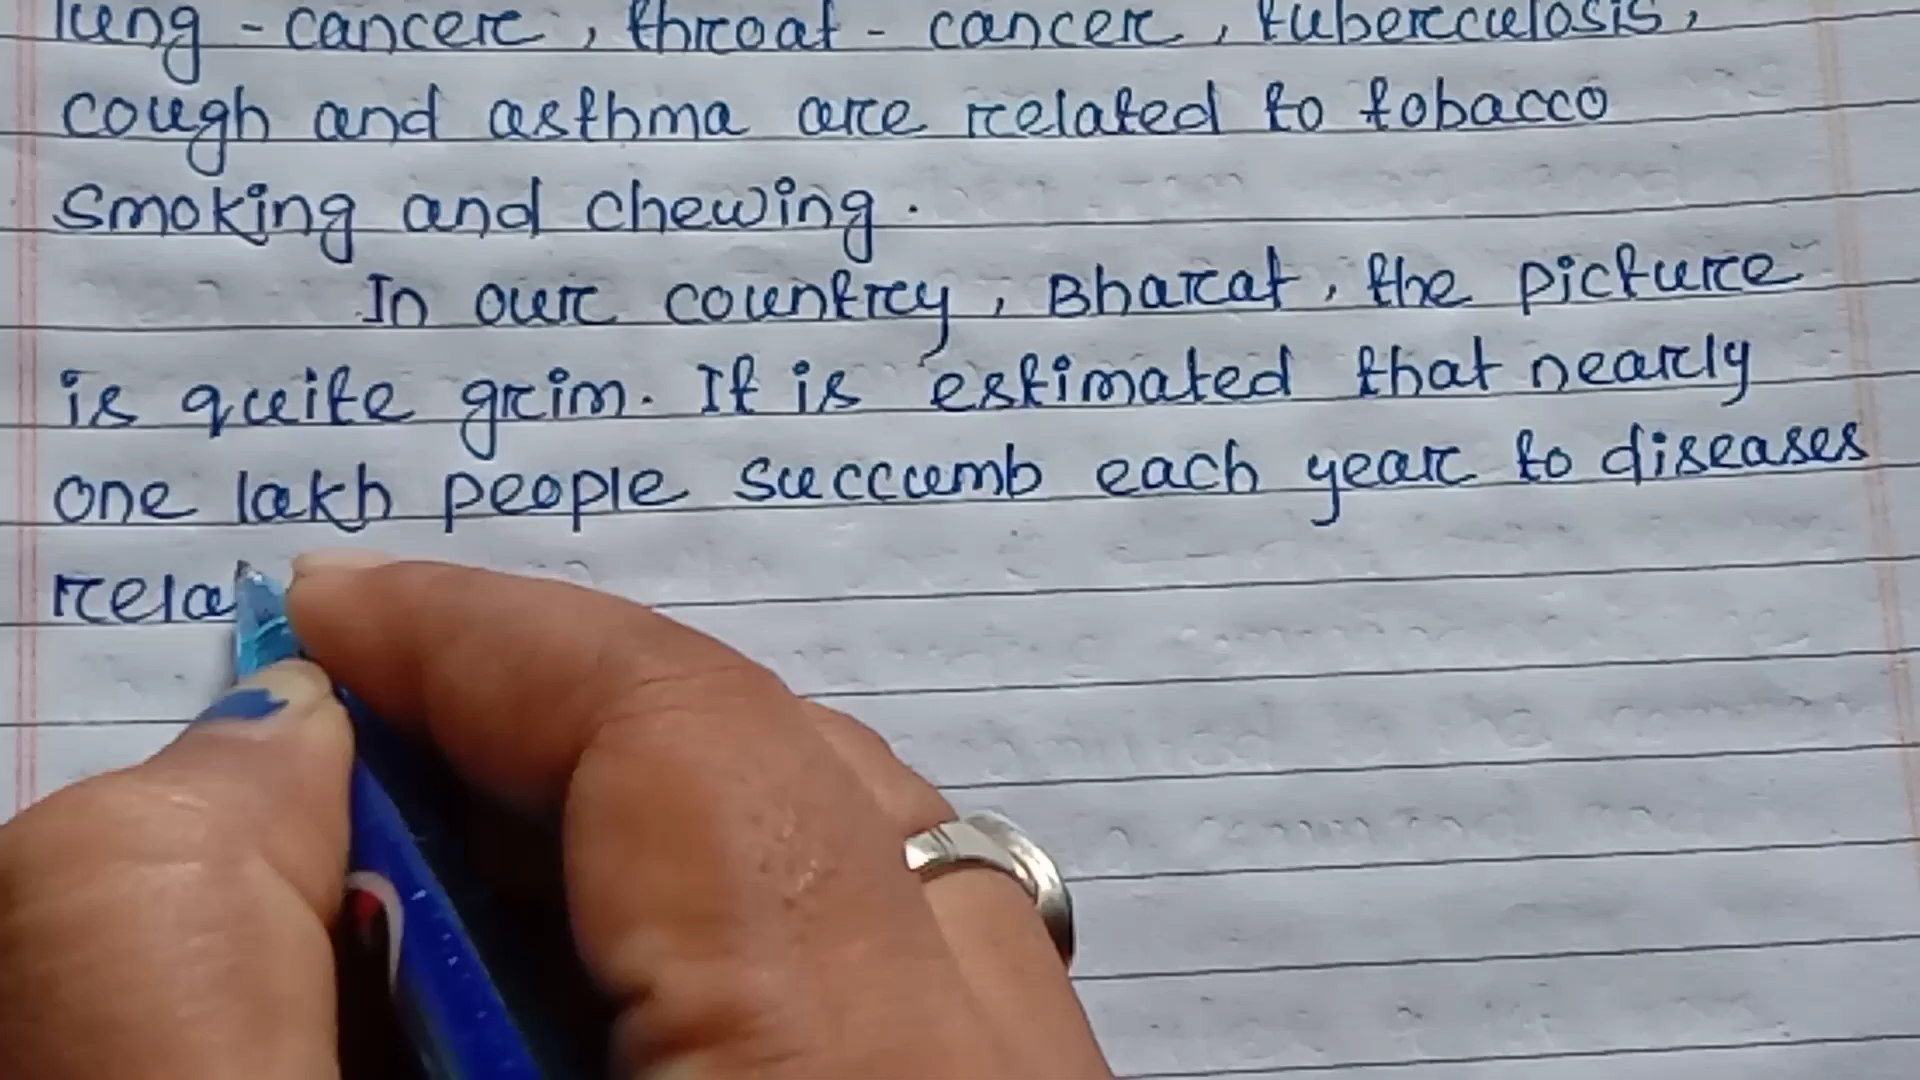 lung - cancer, throat - cancer, tuberculosis,
cough and asthma are related to tobacco
smoking and chewing.
In our country, Bharat, the picture
is quite grim. It is estimated that nearly
one lakh people succumb each year to diseases
rela